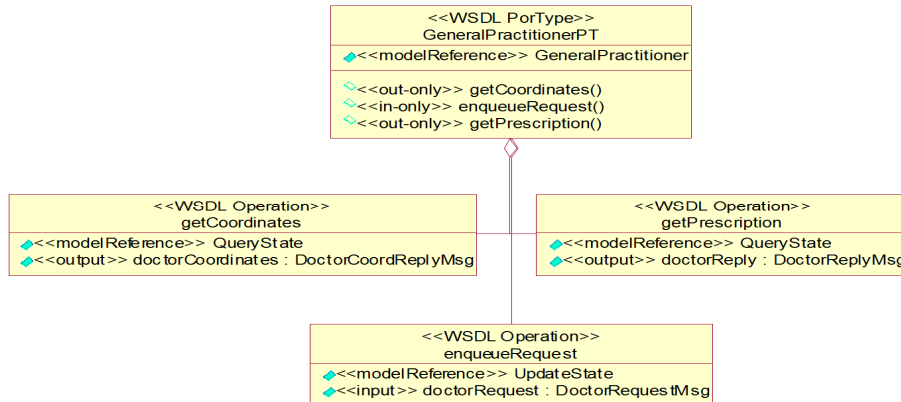 <<WSDL PorType>>
GeneralPractitionerPT
<<modelReference>> GeneralPractitioner
<<out-only>> getCoordinates()
<<in-only>> enqueueRequest()
<<out-only>> getPrescription()
<<WSDL Operation>>
getCoordinates
<<modelReference>> QueryState
<<output>> doctorCoordinates : DoctorCoordReplyMsg
<<WSDL Operation>>
getPrescription
<<modelReference>> QueryState
<<output>> doctorReply : DoctorReplyMsg
<<WSDL Operation>>
enqueueRequest
<<modelReference>> UpdateState
<<input>> doctorRequest : DoctorRequestMsg